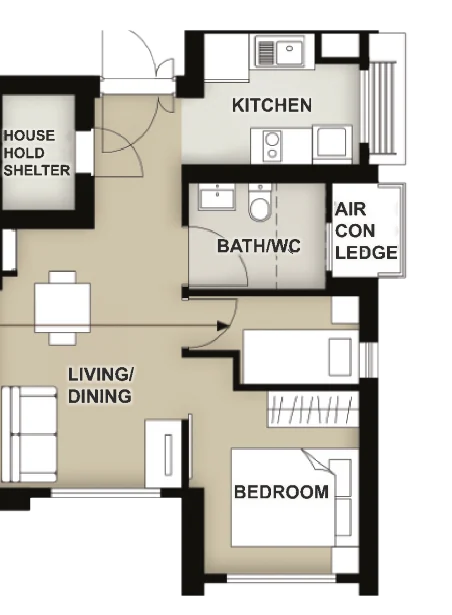 KITCHEN
HOUSE
HOLD
SHELTER
AIR
CON
LEDGE
BATH/WC
LIVING/
DINING
BEDROOM